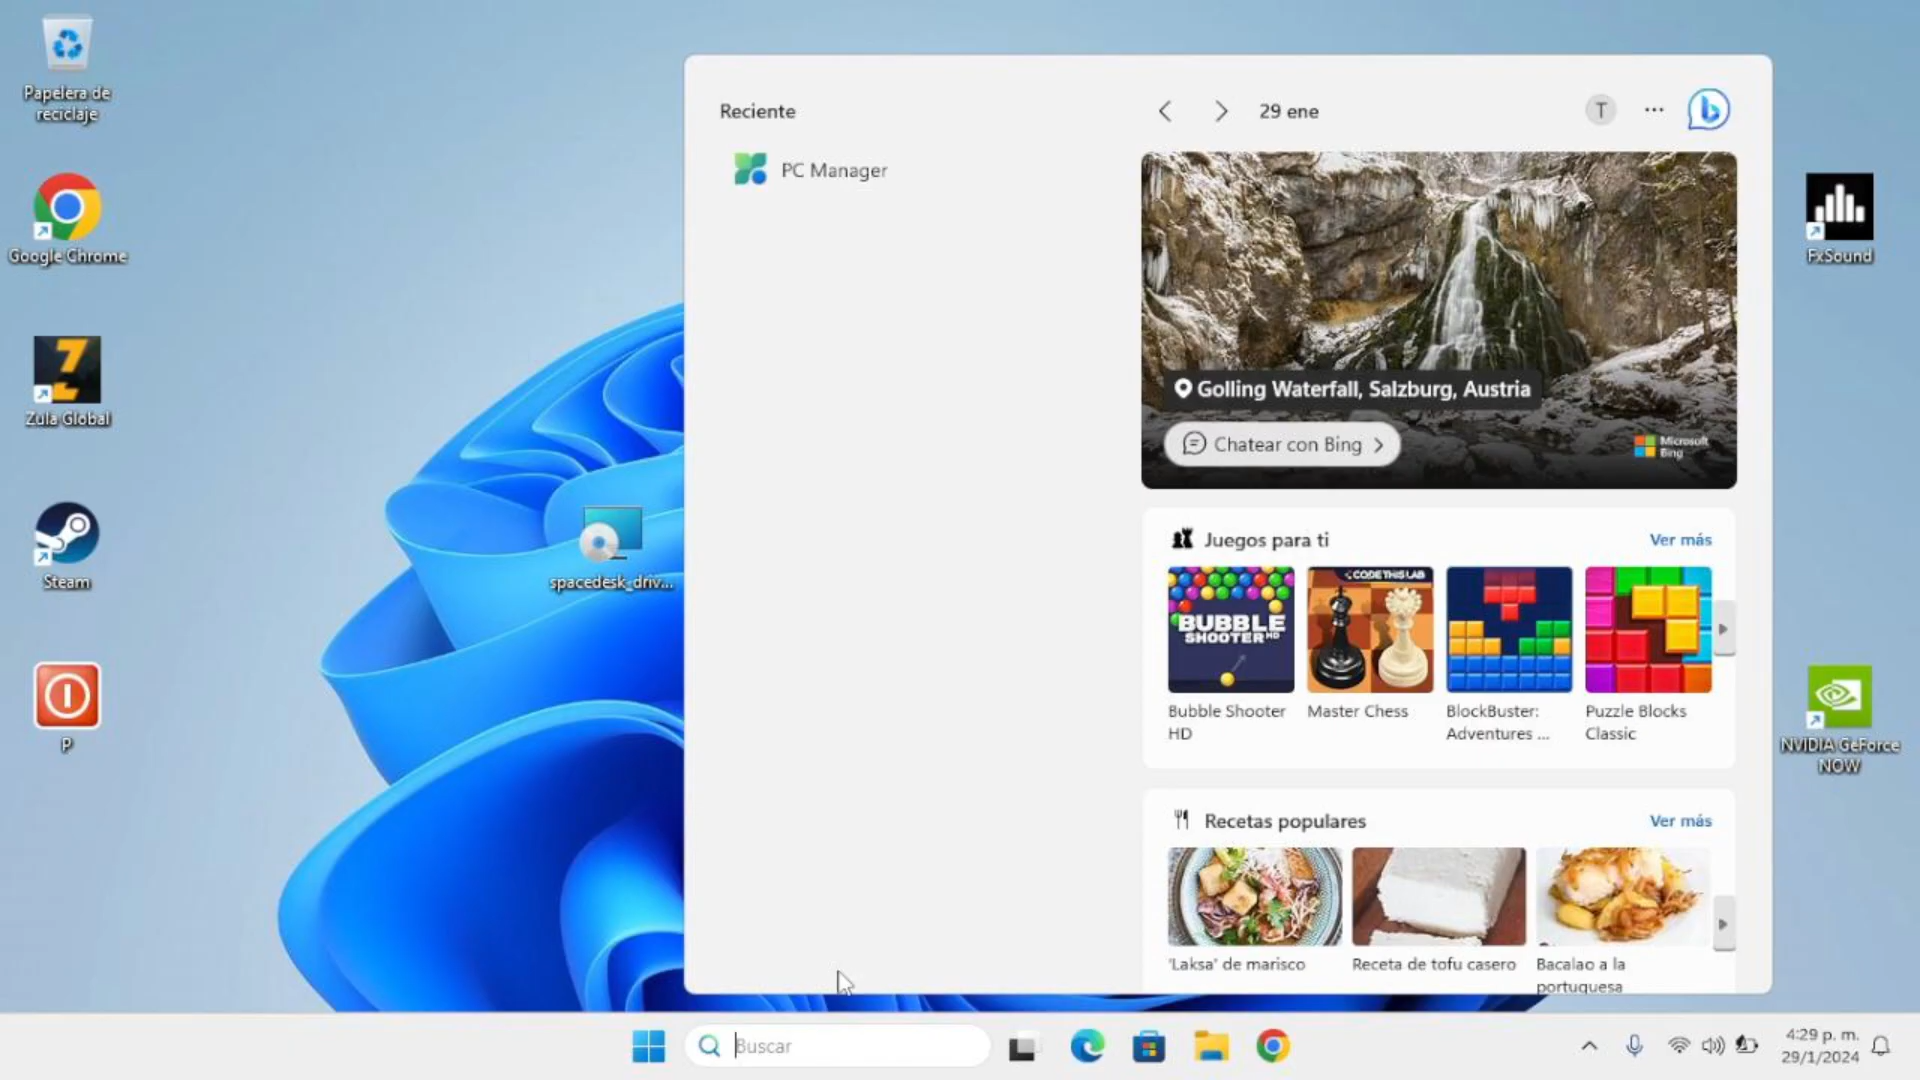 Papelera de
reciclaje
Google Chrome
Zula Global
Steam
P
spacedesk_driv...
Reciente
PC Manager
29 ene
T
Golling Waterfall, Salzburg, Austria
Chatear con Bing
Microsoft
Bing
Juegos para ti
Ver más
BUBBLE
SHOOTER HD
CODETHISLAB
Bubble Shooter
HD
Master Chess
BlockBuster:
Adventures ...
Puzzle Blocks
Classic
Recetas populares
Ver más
'Laksa' de marisco
Receta de tofu casero
Bacalao a la
portuguesa
FxSound
NVIDIA GeForce
NOW
Buscar
4:29 p. m.
29/1/2024